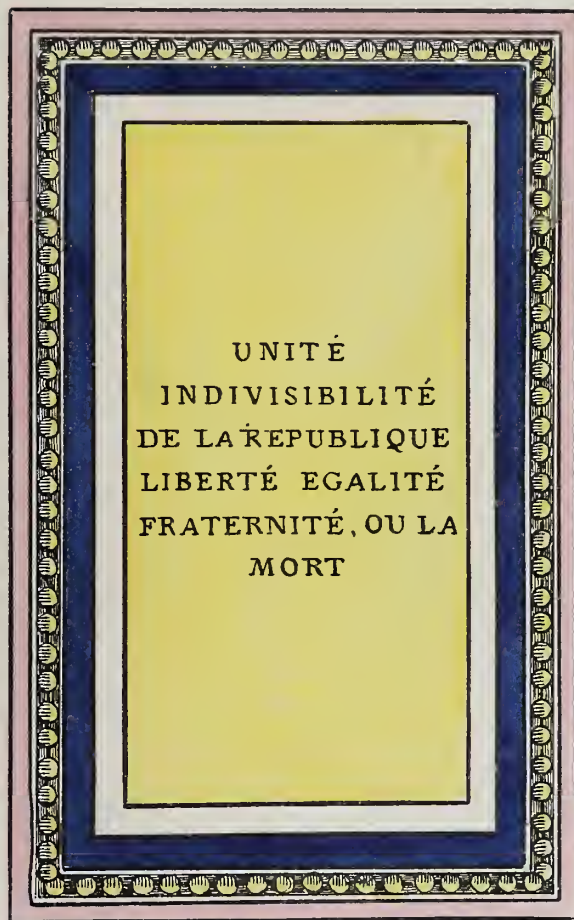 UNITÉ
INDIVISIBILITÉ
DE LA REPUBLIQUE
LIBERTÉ EGALITÉ
FRATERNITÉ, OU LA
MORT